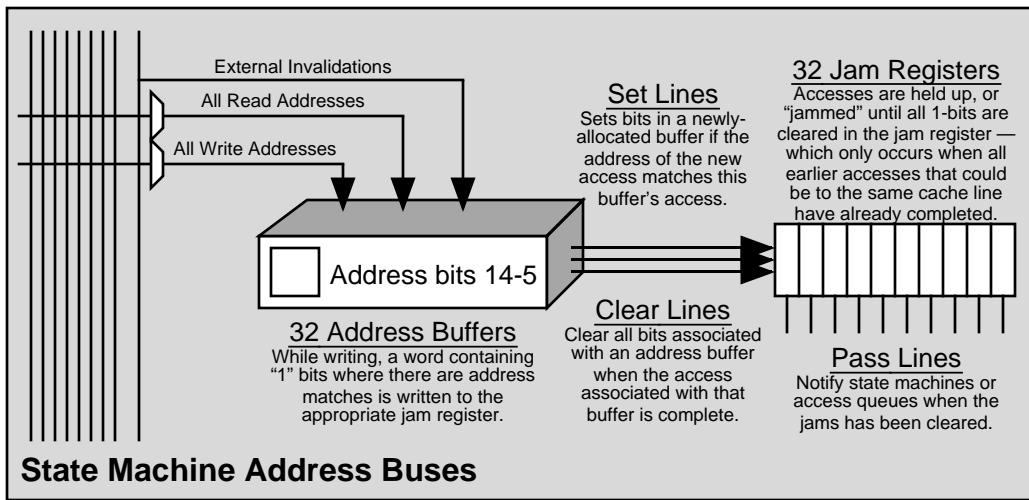 External Invalidations
All Read Addresses
All Write Addresses
Set Lines
Sets bits in a newly-
allocated buffer if the
address of the new
access matches this
buffer's access.
32 Jam Registers
Accesses are held up, or
“jammed” until all 1-bits are
cleared in the jam register —
which only occurs when all
earlier accesses that could
be to the same cache line
have already completed.
Address bits 14-5
32 Address Buffers
While writing, a word containing
“1” bits where there are address
matches is written to the
appropriate jam register.
Clear Lines
Clear all bits associated
with an address buffer
when the access
associated with that
buffer is complete.
Pass Lines
Notify state machines or
access queues when the
jams has been cleared.
State Machine Address Buses